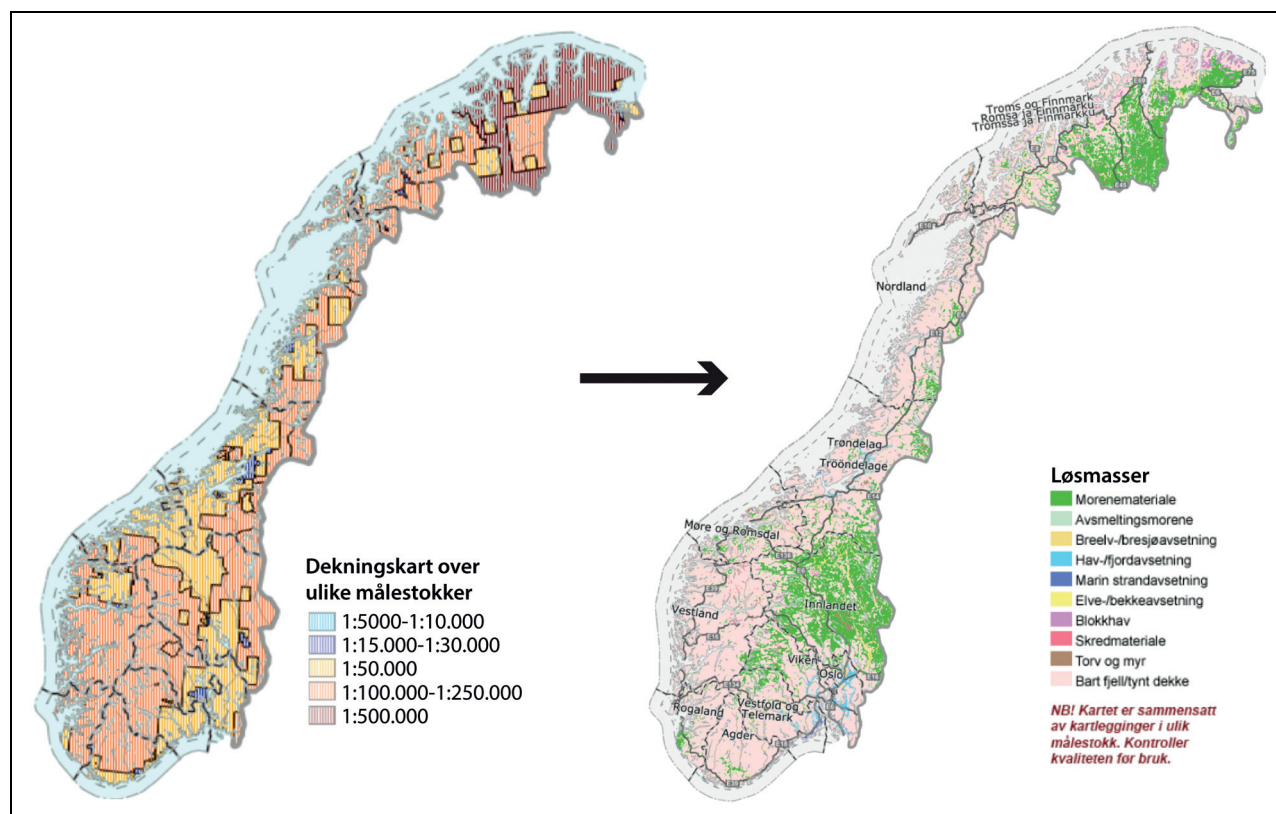 Dekningskart over
ulike målestokker
1:5000-1:10.000
1:15.000-1:30.000
1:50.000
1:100.000-1:250.000
1:500.000
Troms og Finnmark
Romsa ja Finnmárku
Tromssa ja Finmarkku
Nordland
Trøndelag
Trööndelage
Møre og Romsdal
Innlandet
Vestland
Viken
Oslo
Rogaland
Vestfold og
Telemark
Agder
Løsmasser
Morenemateriale
Avsmeltingsmorene
Breelv-/bresjøavsetning
Hav-/fjordavsetning
Marin strandavsetning
Elve-/bekkeavsetning
Blokkhav
Skredmateriale
Torv og myr
Bart fjell/tynt dekke
NB! Kartet er sammensatt
av kartlegginger i ulik
målestokk. Kontroller
kvaliteten før bruk.